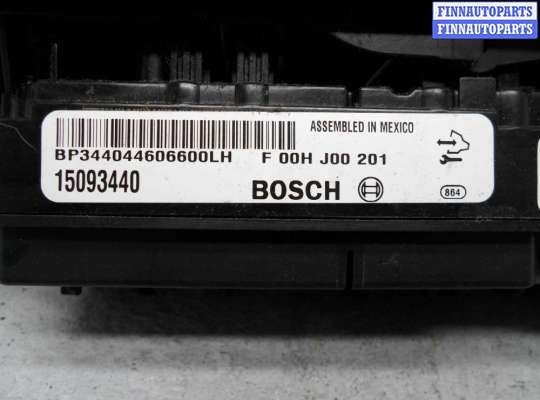 FINNAUTOPARTS
FINNAUTOPARTS
ASSEMBLED IN MEXICO
BP344044606600LH F 00H J00 201
15093440 BOSCH 864